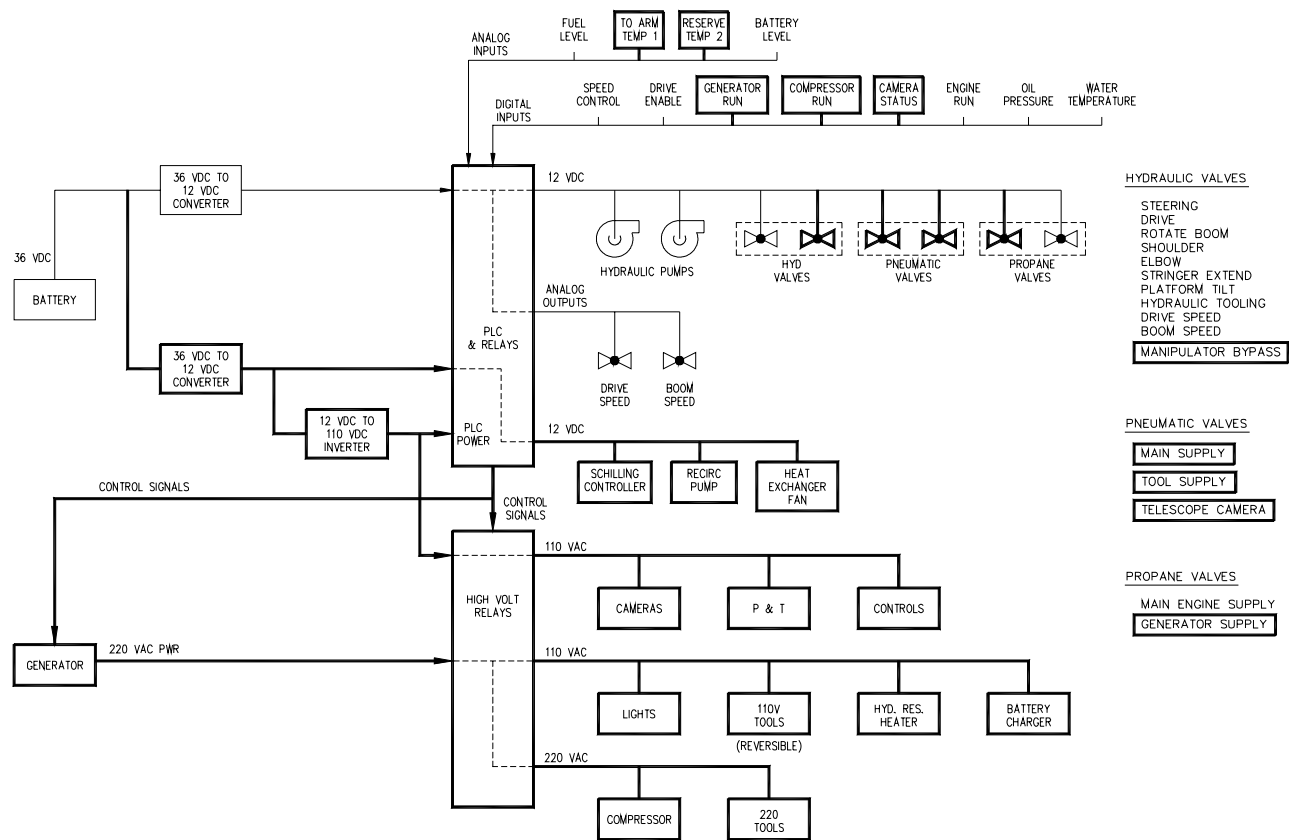 FUEL
LEVEL
TO ARM
TEMP 1
RESERVE
TEMP 2
BATTERY
LEVEL
ANALOG
INPUTS
SPEED
CONTROL
DRIVE
ENABLE
GENERATOR
RUN
COMPRESSOR
RUN
CAMERA
STATUS
ENGINE
RUN
OIL
PRESSURE
WATER
TEMPERATURE
DIGITAL
INPUTS
36 VDC TO
12 VDC
CONVERTER
12 VDC
36 VDC
BATTERY
HYDRAULIC PUMPS
HYD
VALVES
PNEUMATIC
VALVES
PROPANE
VALVES
ANALOG
OUTPUTS
PLC
& RELAYS
DRIVE
SPEED
BOOM
SPEED
36 VDC TO
12 VDC
CONVERTER
12 VDC TO
110 VDC
INVERTER
PLC
POWER
12 VDC
SCHILLING
CONTROLLER
RECIRC
PUMP
HEAT
EXCHANGER
FAN
CONTROL SIGNALS
CONTROL
SIGNALS
110 VAC
HIGH VOLT
RELAYS
CAMERAS
P & T
CONTROLS
GENERATOR
220 VAC PWR
110 VAC
LIGHTS
110V
TOOLS
(REVERSIBLE)
HYD. RES.
HEATER
BATTERY
CHARGER
220 VAC
COMPRESSOR
220
TOOLS
HYDRAULIC VALVES
STEERING
DRIVE
ROTATE BOOM
SHOULDER
ELBOW
STRINGER EXTEND
PLATFORM TILT
HYDRAULIC TOOLING
DRIVE SPEED
BOOM SPEED
MANIPULATOR BYPASS
PNEUMATIC VALVES
MAIN SUPPLY
TOOL SUPPLY
TELESCOPE CAMERA
PROPANE VALVES
MAIN ENGINE SUPPLY
GENERATOR SUPPLY